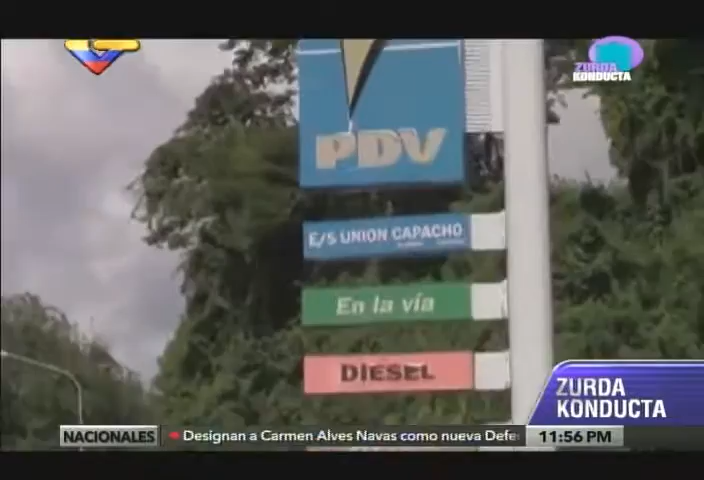 ZURDA
KONDUCTA
PDV
E/S UNION CAPACHO
En la vía
DIESEL
ZURDA
KONDUCTA
NACIONALES
Designan a Carmen Alves Navas como nueva Defe
11:56 PM